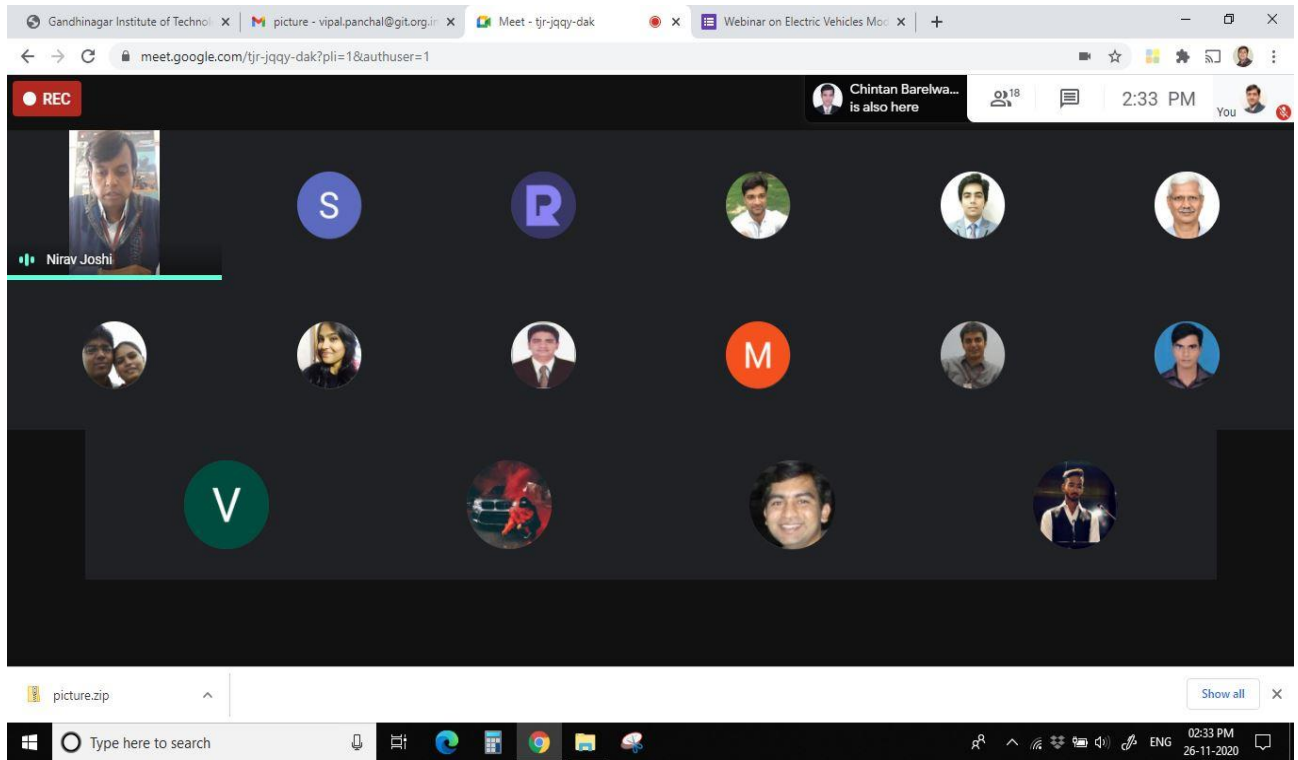 Gandhinagar Institute of Technol
picture - vipal.panchal@git.org.in
Meet - tjr-jqqy-dak
Webinar on Electric Vehicles Moc
meet.google.com/tjr-jqqy-dak?pli=1&authuser=1
REC
Chintan Barelwa...
is also here
18
2:33 PM
You
Nirav Joshi
S
R
M
V
picture.zip
Show all
Type here to search
ENG
02:33 PM
26-11-2020